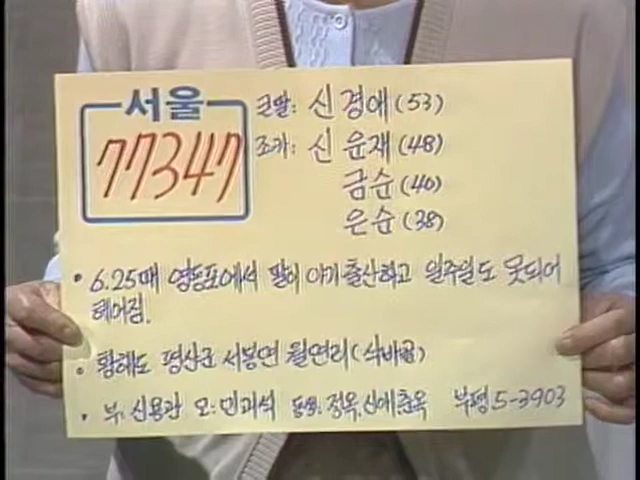 서울
77347
큰딸: 신경애(53)
조카: 신윤재(48)
금순(40)
은순(38)
• 6.25때 영등포에서 딸이 아기출산하고 일주일도 못되어
헤어짐.
• 황해도 평산군 서봉면 월연리
• 부: 신용관 모: 민괴식 동생: 정옥, 신애, 춘옥 부평 5-3903